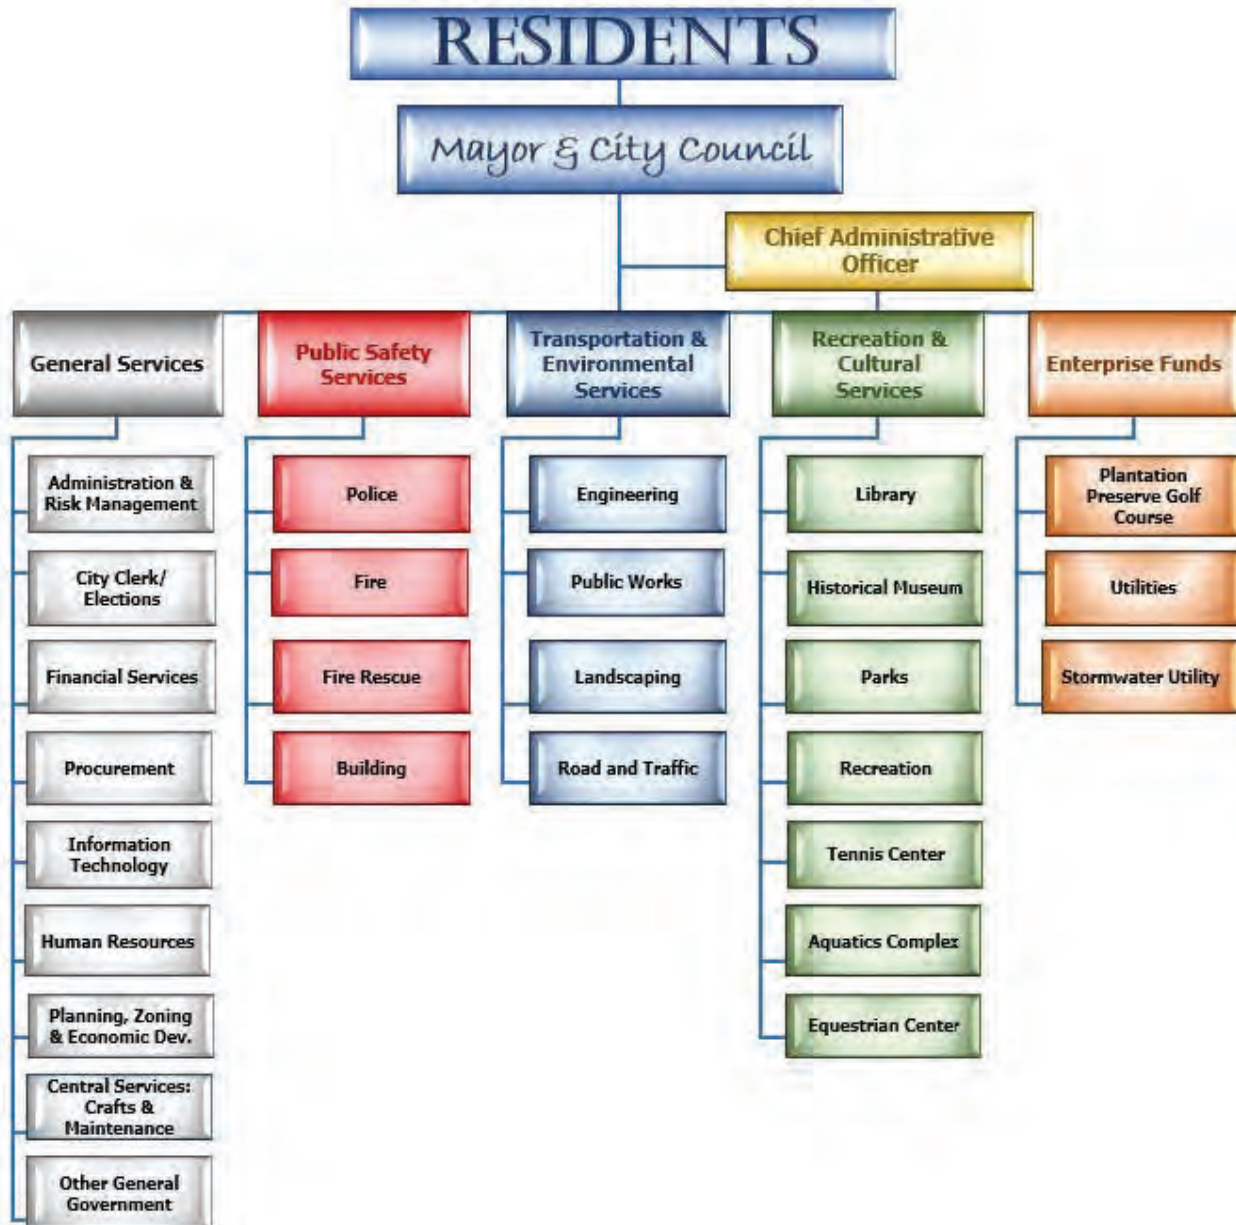 RESIDENTS
Mayor & City Council
Chief Administrative
Officer
General Services
Public Safety
Services
Transportation &
Environmental
Services
Recreation &
Cultural
Services
Enterprise Funds
Administration &
Risk Management
City Clerk/
Elections
Financial Services
Procurement
Information
Technology
Human Resources
Planning, Zoning
& Economic Dev.
Central Services:
Crafts &
Maintenance
Other General
Government
Police
Fire
Fire Rescue
Building
Engineering
Public Works
Landscaping
Road and Traffic
Library
Historical Museum
Parks
Recreation
Tennis Center
Aquatics Complex
Equestrian Center
Plantation
Preserve Golf
Course
Utilities
Stormwater Utility